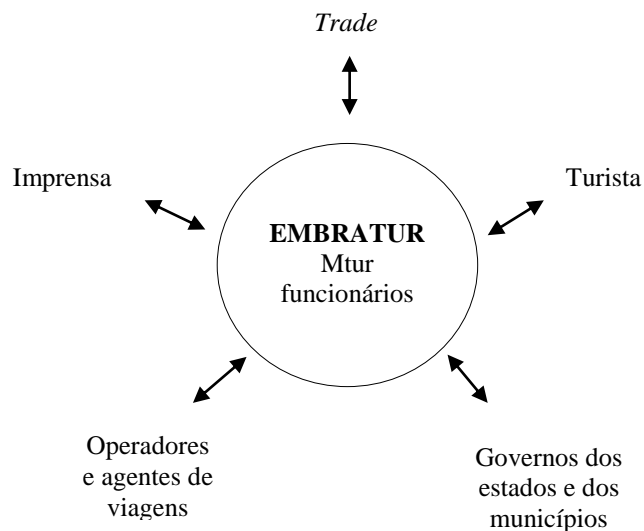 Trade
Imprensa
Turista
EMBRATUR
Mtur
funcionários
Operadores
e agentes de
viagens
Governos dos
estados e dos
municípios